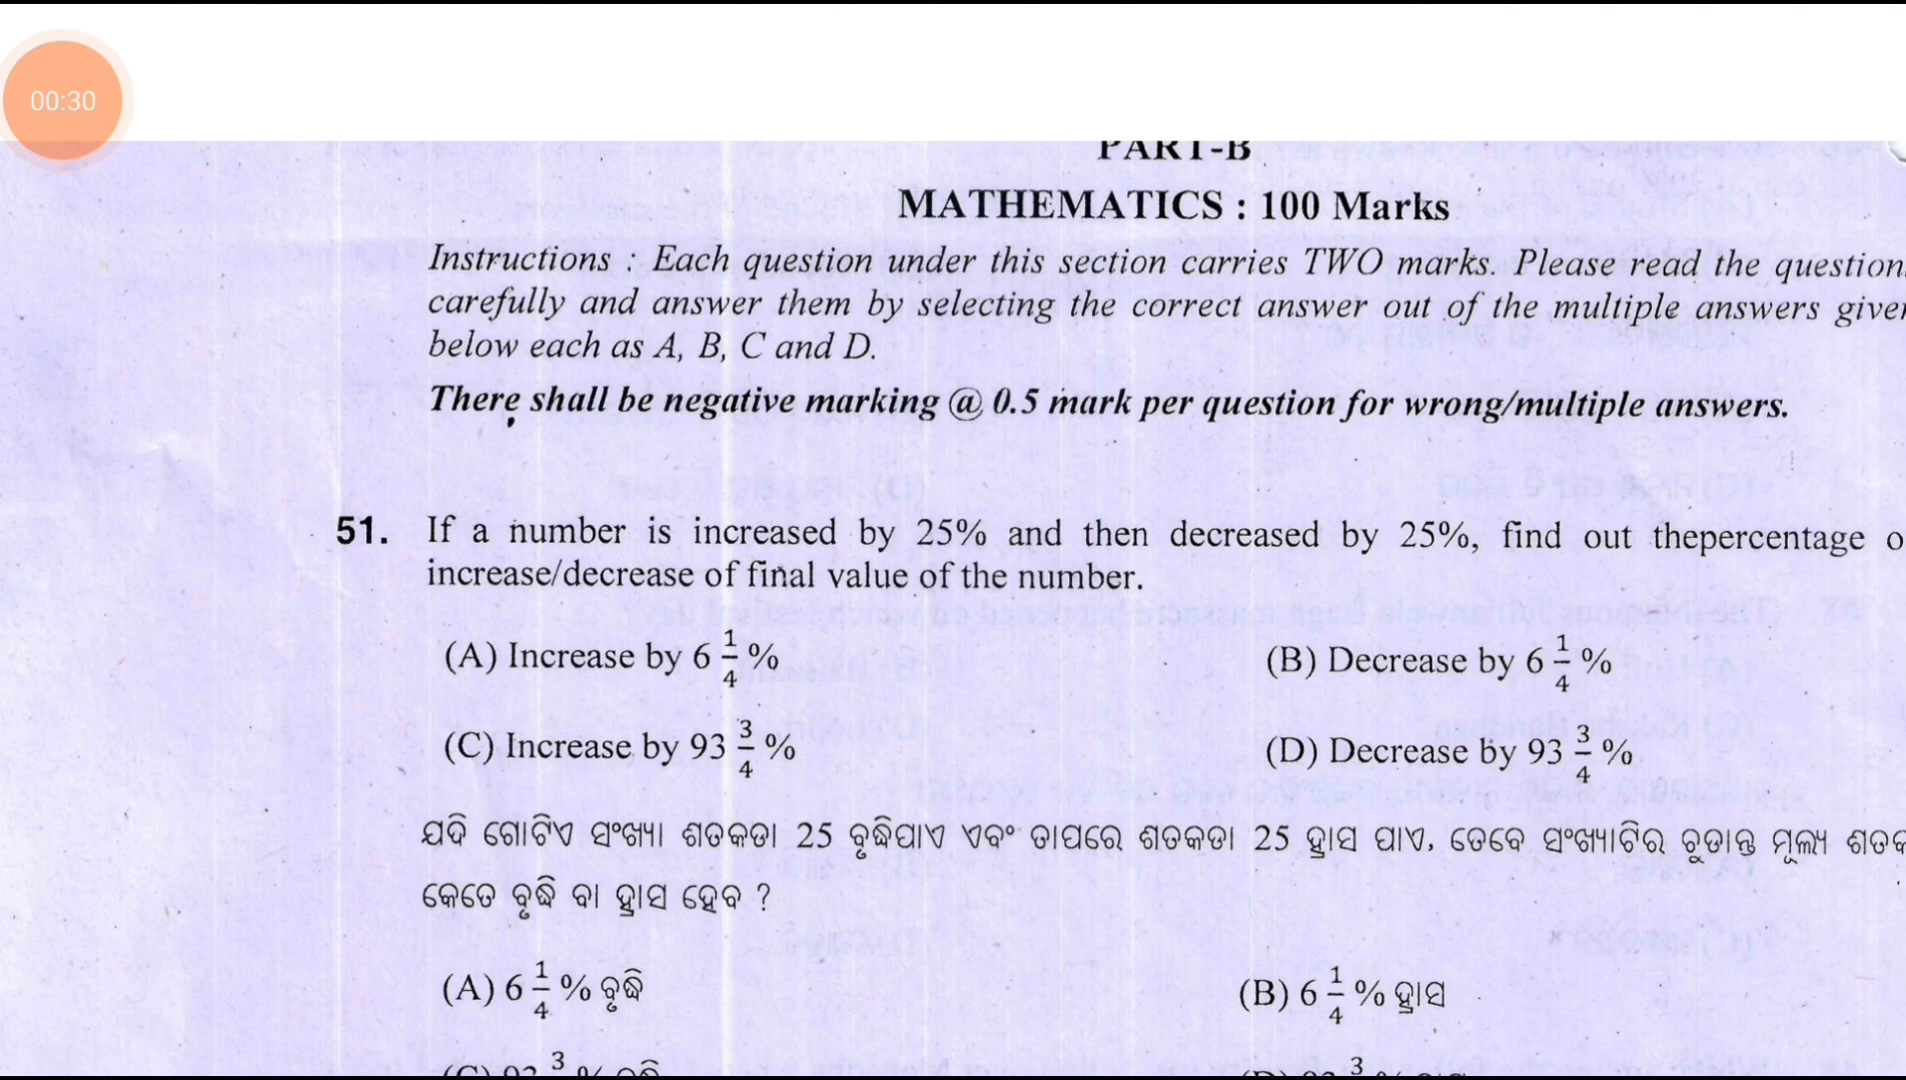 00:30
PART-B
MATHEMATICS : 100 Marks
Instructions : Each question under this section carries TWO marks. Please read the question
carefully and answer them by selecting the correct answer out of the multiple answers give
below each as A, B, C and D.
There shall be negative marking @ 0.5 mark per question for wrong/multiple answers.
51. If a number is increased by 25% and then decreased by 25%, find out thepercentage o
increase/decrease of final value of the number.
(A) Increase by 6 1/4 % (B) Decrease by 6 1/4 %
(C) Increase by 93 3/4 % (D) Decrease by 93 3/4 %
ଯଦି ଗୋଟିଏ ସଂଖ୍ୟା ଶତକଡା 25 ବୃଦ୍ଧିପାଏ ଏବଂ ତାପରେ ଶତକଡା 25 ହ୍ରାସ ପାଏ, ତେବେ ସଂଖ୍ୟାଟିର ଚୁଡାନ୍ତ ମୂଲ୍ୟ ଶତକ
କେତେ ବୃଦ୍ଧି ବା ହ୍ରାସ ହେବ ?
(A) 6 1/4 % ବୃଦ୍ଧି (B) 6 1/4 % ହ୍ରାସ